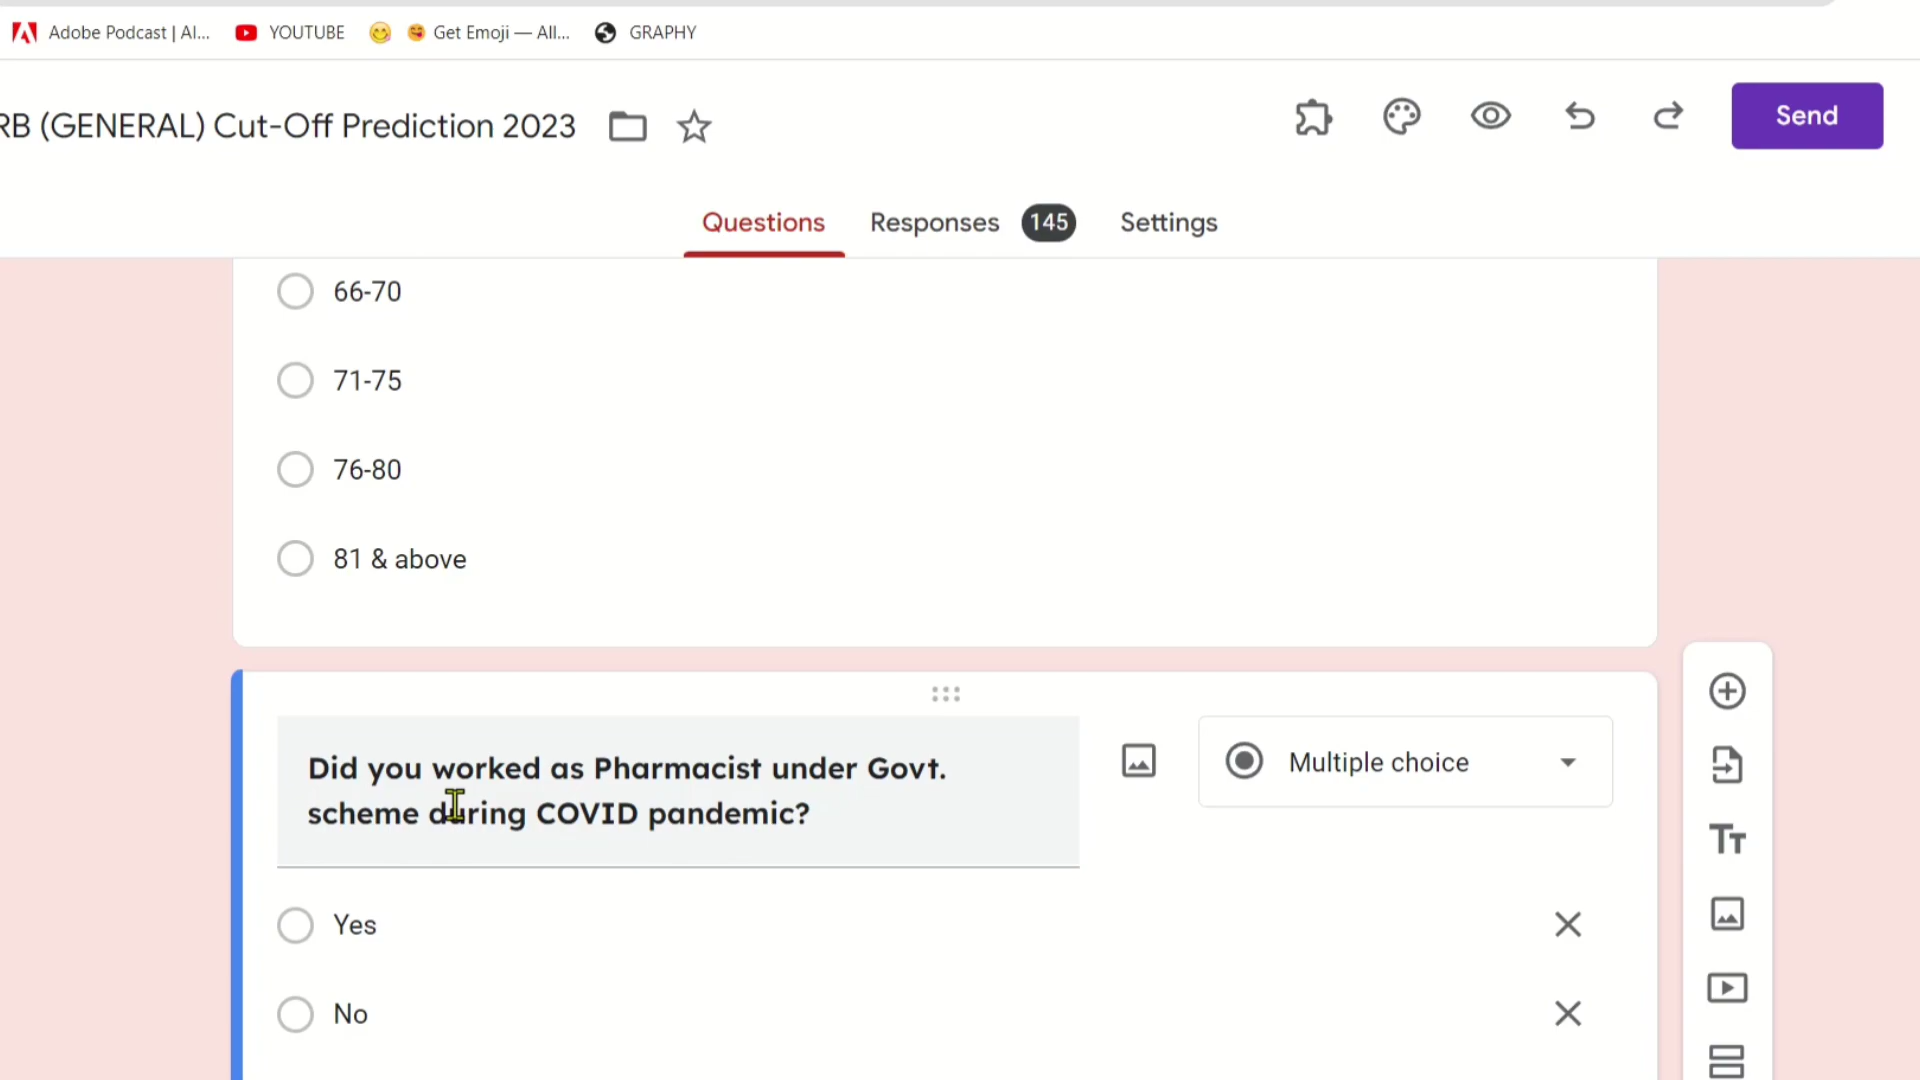 Adobe Podcast | AI...
YOUTUBE
Get Emoji — All...
GRAPHY
RB (GENERAL) Cut-Off Prediction 2023
Send
Questions
Responses 145
Settings
66-70
71-75
76-80
81 & above
Did you worked as Pharmacist under Govt.
scheme during COVID pandemic?
Multiple choice
Yes
No